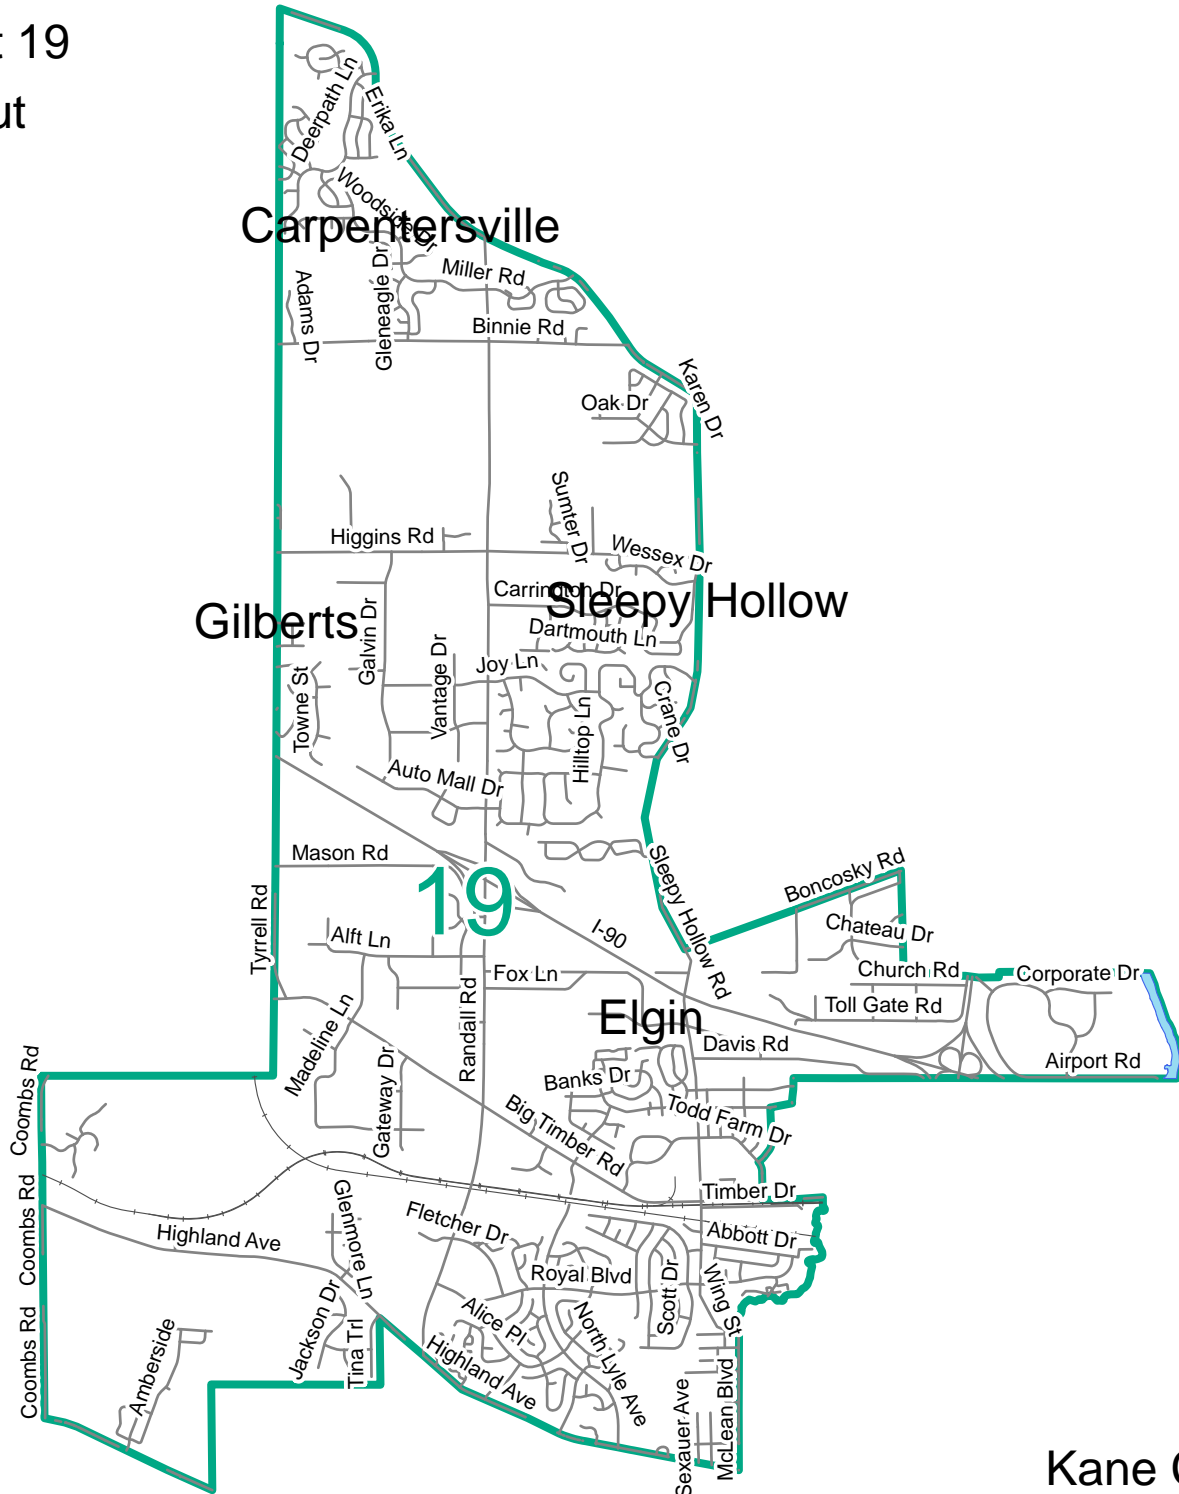 19
Deerpath Ln
Erika Ln
Woodside Dr
Carpentersville
Miller Rd
Adams Dr
Gleneagle Dr
Binnie Rd
Karen Dr
Oak Dr
Sumter Dr
Higgins Rd
Wessex Dr
Carrington Dr
Sleepy Hollow
Gilberts
Galvin Dr
Dartmouth Ln
Vantage Dr
Joy Ln
Towne St
Crane Dr
Hilltop Ln
Auto Mall Dr
Mason Rd
Sleepy Hollow Rd
Boncosky Rd
19
Tyrrell Rd
I-90
Chateau Dr
Alft Ln
Fox Ln
Church Rd
Corporate Dr
Randall Rd
Toll Gate Rd
Elgin
Madeline Ln
Davis Rd
Airport Rd
Coombs Rd
Gateway Dr
Banks Dr
Big Timber Rd
Todd Farm Dr
Coombs Rd
Timber Dr
Glenmore Ln
Fletcher Dr
Highland Ave
Abbott Dr
Royal Blvd
Scott Dr
Wing St
Coombs Rd
Jackson Dr
Alice Pl
North Lyle Ave
Tina Trl
Highland Ave
Amberside
McLean Blvd
Sexauer Ave
Kane